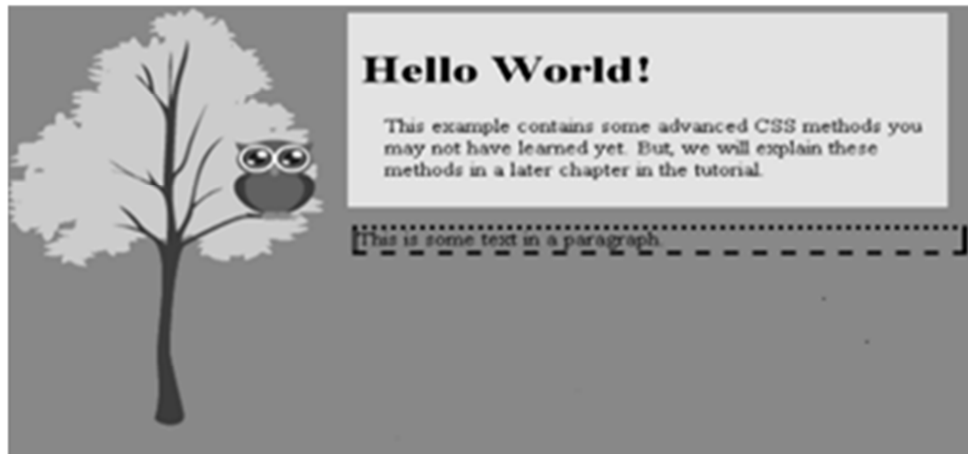 Hello World!
This example contains some advanced CSS methods you
may not have learned yet. But, we will explain these
methods in a later chapter in the tutorial.
This is some text in a paragraph.